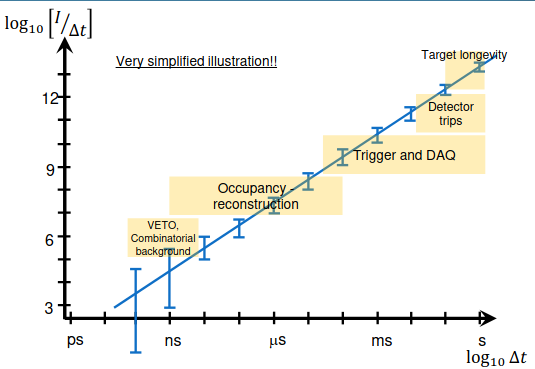 log₁₀ [I/Δt]
Very simplified illustration!!
Target longevity
12
Detector
trips
9
Trigger and DAQ
Occupancy -
reconstruction
VETO,
Combinatorial
background
6
3
ps
ns
μs
ms
s
log₁₀ Δt